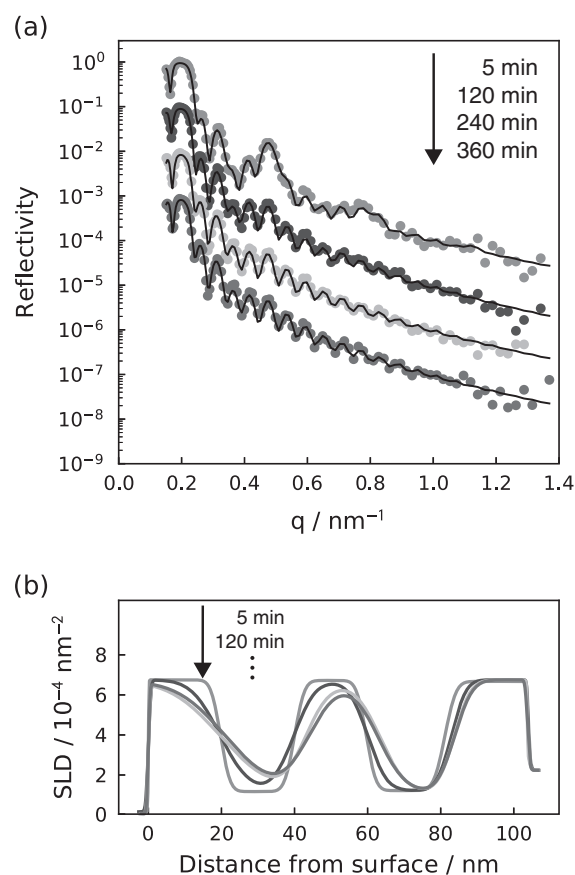 (a)
10⁰
10⁻¹
10⁻²
10⁻³
10⁻⁴
10⁻⁵
10⁻⁶
10⁻⁷
10⁻⁸
10⁻⁹
Reflectivity
5 min
120 min
240 min
360 min
0.0 0.2 0.4 0.6 0.8 1.0 1.2 1.4
q / nm⁻¹
(b)
5 min
120 min
8
6
4
2
0
SLD / 10⁻⁴ nm⁻²
0 20 40 60 80 100
Distance from surface / nm